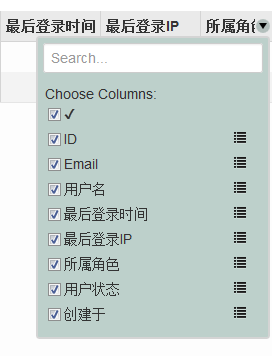 最后登录时间 最后登录IP 所属角色
Search...
Choose Columns:
✓
ID
Email
用户名
最后登录时间
最后登录IP
所属角色
用户状态
创建于